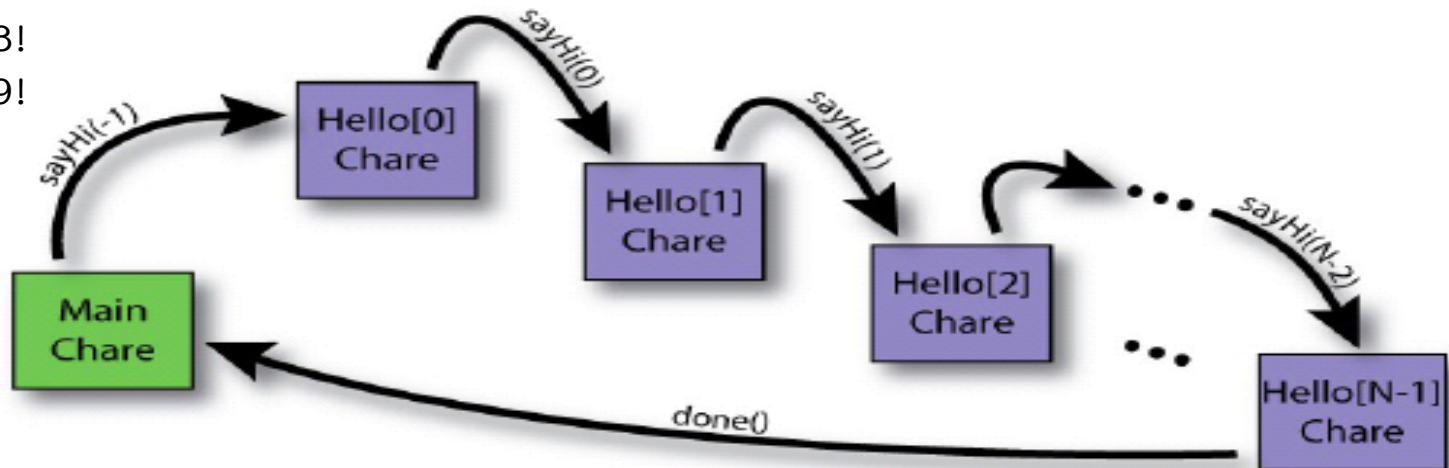 3!
9!
sayHi(-1)
Hello[0]
Chare
sayHi(0)
Hello[1]
Chare
sayHi(1)
Hello[2]
Chare
sayHi(N-2)
Hello[N-1]
Chare
done()
Main
Chare